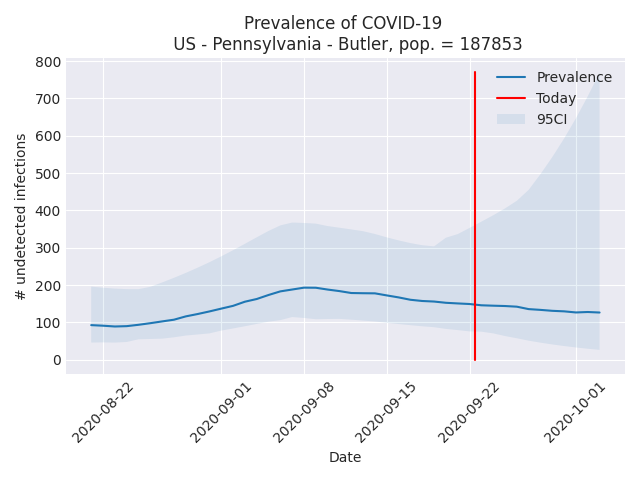 Prevalence of COVID-19
US - Pennsylvania - Butler, pop. = 187853
800
700
600
500
400
300
200
100
0
# undetected infections
Prevalence
Today
95CI
2020-08-22
2020-09-01
2020-09-08
2020-09-15
2020-09-22
2020-10-01
Date